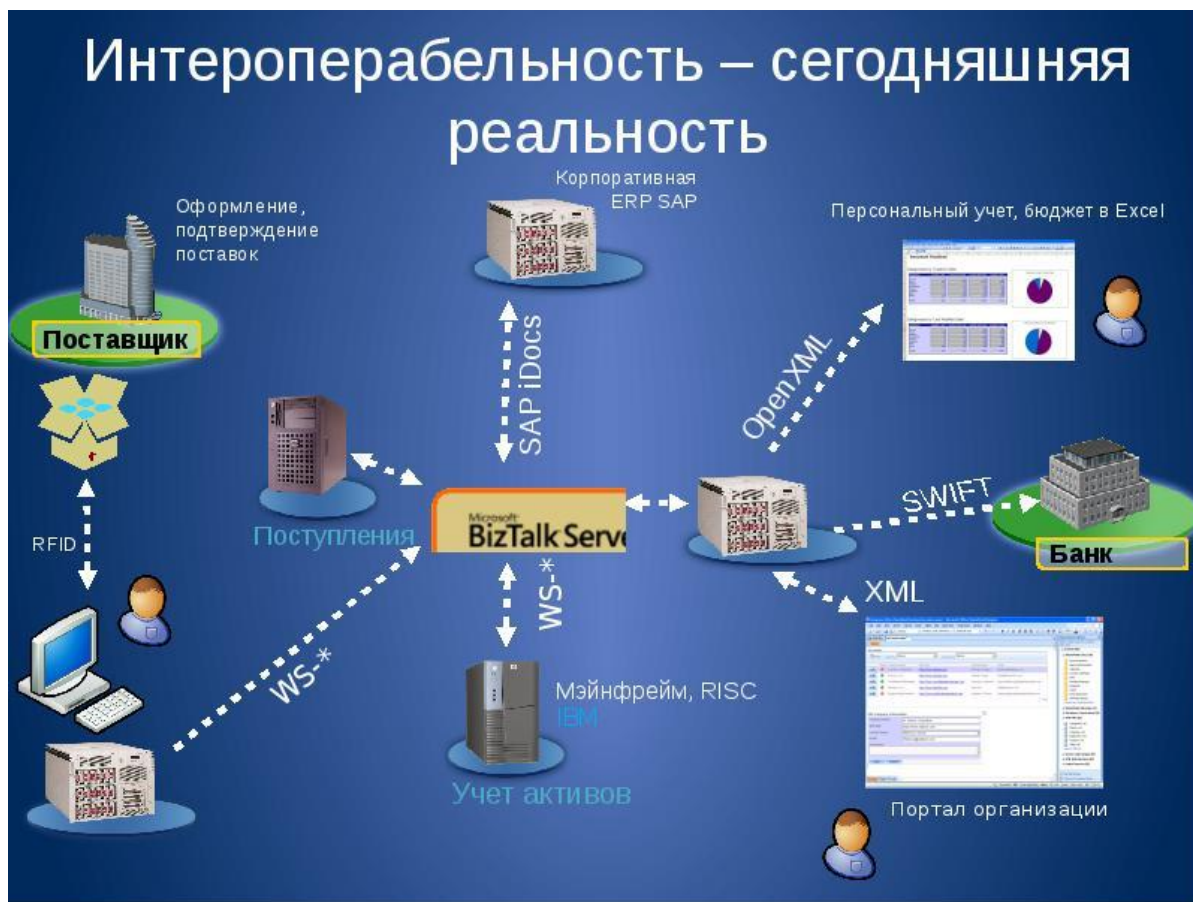 Интероперабельность – сегодняшняя
реальность
Корпоративная
ERP SAP
Оформление,
подтверждение
поставок
Персональный учет, бюджет в Excel
Поставщик
SAP iDocs
Open XML
SWIFT
Microsoft
BizTalk Serve
Поступления
RFID
Банк
WS-*
WS-*
XML
Мэйнфрейм, RISC
IBM
Учет активов
Портал организации